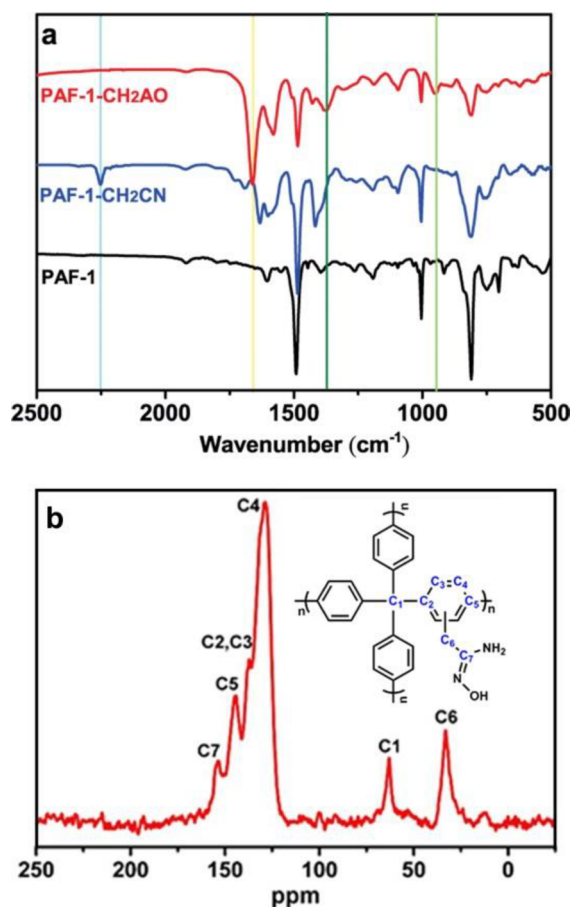 a
PAF-1-CH2AO
PAF-1-CH2CN
PAF-1
2500 2000 1500 1000 500
Wavenumber (cm-1)
b
C4
C2,C3
C5
C7
C1
C6
n
C3 C4
n C1 C2 C5 n
C6
C7 NH2
N
OH
n
250 200 150 100 50 0
ppm